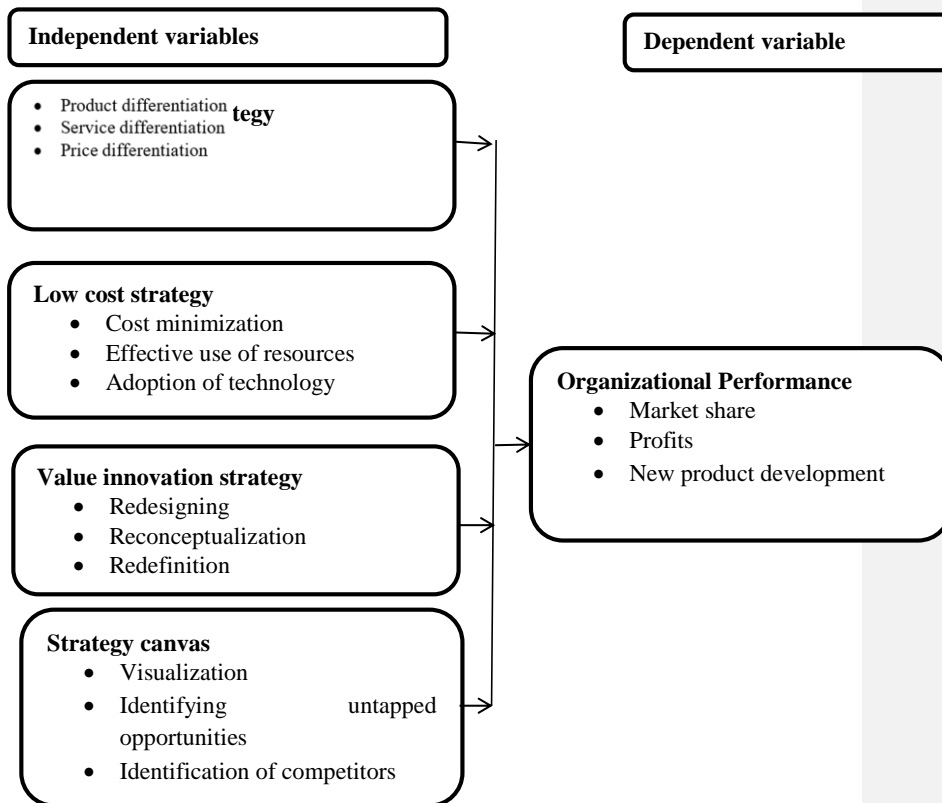 Independent variables
Dependent variable
• Product differentiation
tegy
• Service differentiation
• Price differentiation
Low cost strategy
• Cost minimization
• Effective use of resources
• Adoption of technology
Organizational Performance
• Market share
• Profits
• New product development
Value innovation strategy
• Redesigning
• Reconceptualization
• Redefinition
Strategy canvas
• Visualization
• Identifying untapped
opportunities
• Identification of competitors